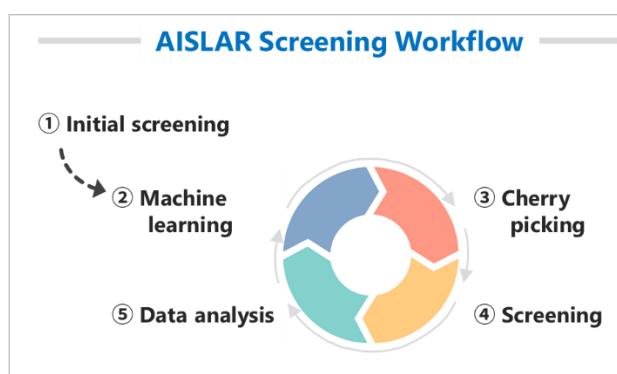 AISLAR Screening Workflow
① Initial screening
② Machine
learning
③ Cherry
picking
④ Screening
⑤ Data analysis